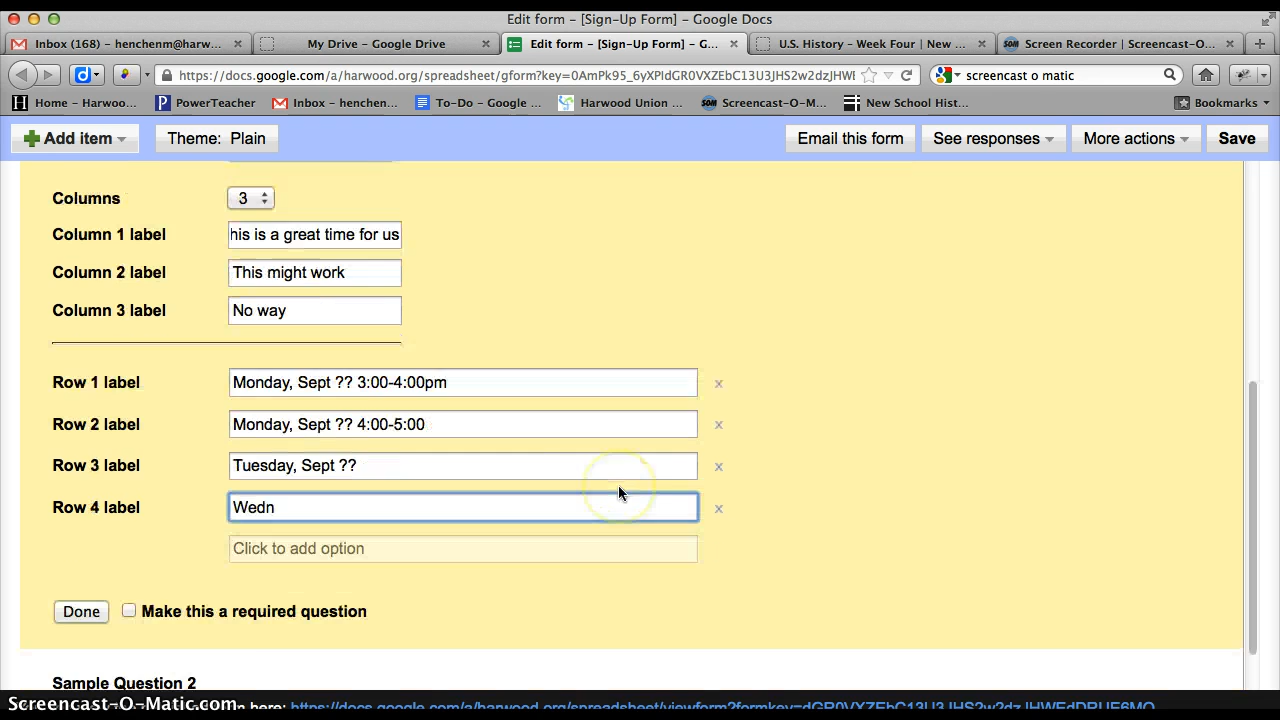 Edit form – [Sign-Up Form] – Google Docs
Inbox (168) – henchenm@harw... ×
My Drive – Google Drive ×
Edit form – [Sign-Up Form] – G... ×
U.S. History – Week Four | New ... ×
Screen Recorder | Screencast-O... ×
https://docs.google.com/a/harwood.org/spreadsheet/gform?key=0AmPk95_6yXPldGR0VXZEbC13U3JHS2w2dzJHWl
screencast o matic
Home – Harwoo...
PowerTeacher
Inbox – henchen...
To-Do – Google ...
Harwood Union ...
Screencast-O-M...
New School Hist...
Bookmarks
Add item
Theme: Plain
Email this form
See responses
More actions
Save
Columns 3
Column 1 label his is a great time for us
Column 2 label This might work
Column 3 label No way
Row 1 label Monday, Sept ?? 3:00-4:00pm x
Row 2 label Monday, Sept ?? 4:00-5:00 x
Row 3 label Tuesday, Sept ?? x
Row 4 label Wedn x
Click to add option
Done Make this a required question
Sample Question 2
Screencast-O-Matic.com
n here: